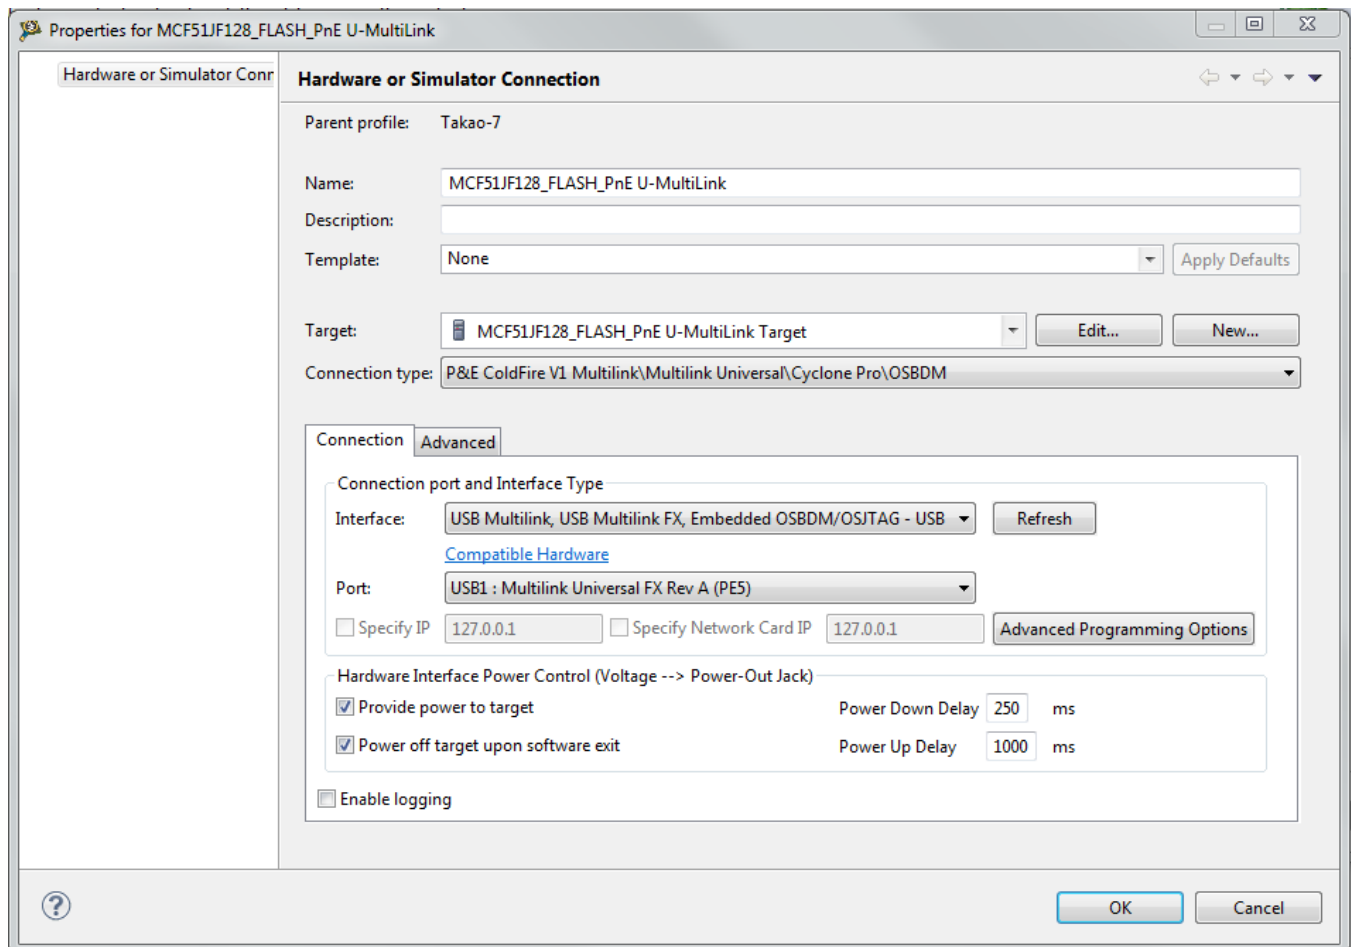 Properties for MCF51JF128_FLASH_PnE U-MultiLink
Hardware or Simulator Conn
Hardware or Simulator Connection
Parent profile: Takao-7
Name: MCF51JF128_FLASH_PnE U-MultiLink
Description:
Template: None Apply Defaults
Target: MCF51JF128_FLASH_PnE U-MultiLink Target Edit... New...
Connection type: P&E ColdFire V1 Multilink\Multilink Universal\Cyclone Pro\OSBDM
Connection Advanced
Connection port and Interface Type
Interface: USB Multilink, USB Multilink FX, Embedded OSBDM/OSJTAG - USB Refresh
Compatible Hardware
Port: USB1 : Multilink Universal FX Rev A (PE5)
Specify IP 127.0.0.1 Specify Network Card IP 127.0.0.1 Advanced Programming Options
Hardware Interface Power Control (Voltage --> Power-Out Jack)
Provide power to target Power Down Delay 250 ms
Power off target upon software exit Power Up Delay 1000 ms
Enable logging
? OK Cancel